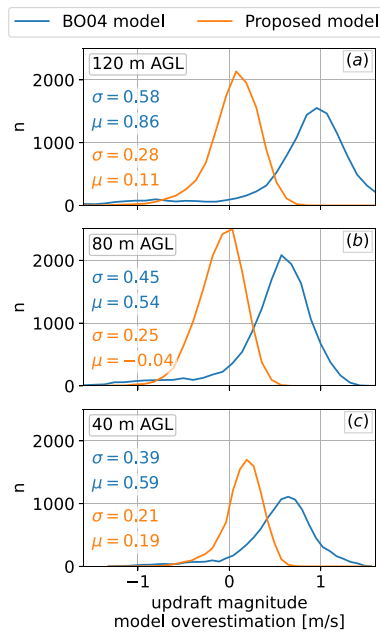 BO04 model Proposed model
120 m AGL
(a)
σ = 0.58
μ = 0.86
σ = 0.28
μ = 0.11
2000
1000
0
n
80 m AGL
(b)
σ = 0.45
μ = 0.54
σ = 0.25
μ = −0.04
2000
1000
0
n
40 m AGL
(c)
σ = 0.39
μ = 0.59
σ = 0.21
μ = 0.19
2000
1000
0
n
−1 0 1
updraft magnitude
model overestimation [m/s]